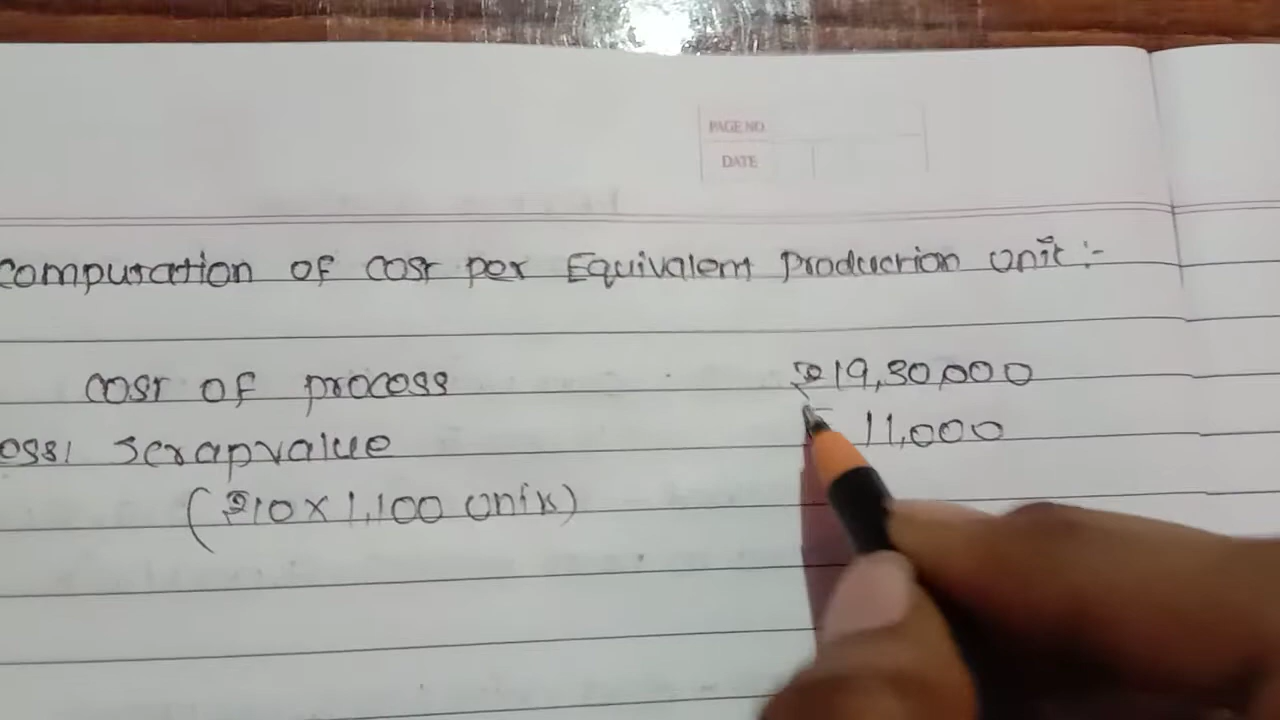 PAGE NO.
DATE
computation of cost per Equivalent Production Unit :-
cost of process ₹19,30,000
ess: scrapvalue 11,000
(₹10 × 1,100 Units)